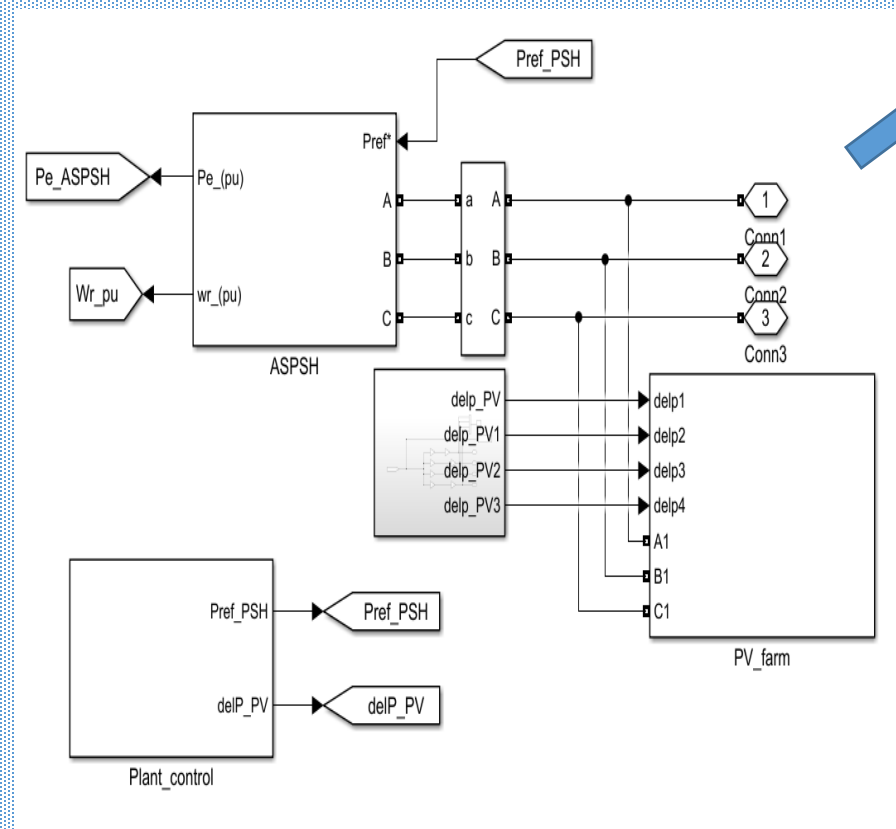 Pref_PSH
Pref*
Pe_ASPSH
Pe_(pu)
A
a
A
1
Conn1
B
b
B
2
Wr_pu
wr_(pu)
Conn2
C
c
C
3
Conn3
ASPSH
delp_PV
delp1
delp_PV1
delp2
delp_PV2
delp3
delp_PV3
delp4
A1
B1
C1
PV_farm
Pref_PSH
Pref_PSH
delP_PV
delP_PV
Plant_control